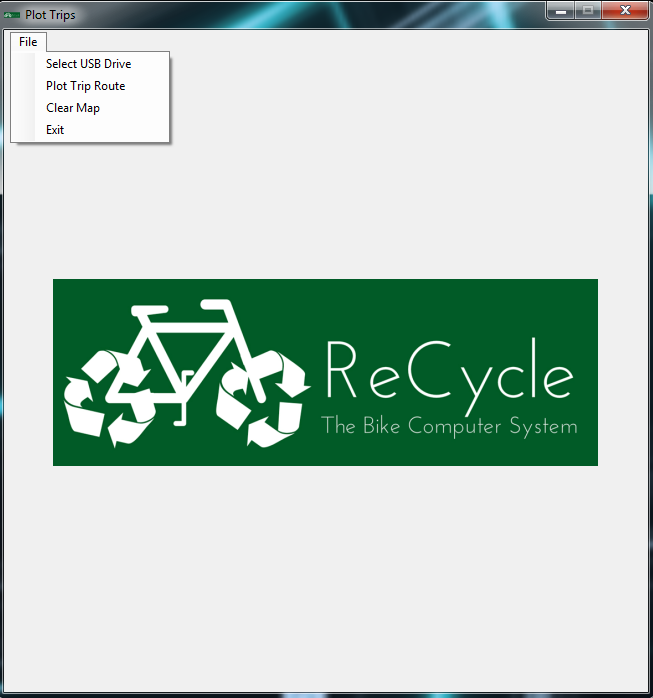 Plot Trips
File
Select USB Drive
Plot Trip Route
Clear Map
Exit
ReCycle
The Bike Computer System